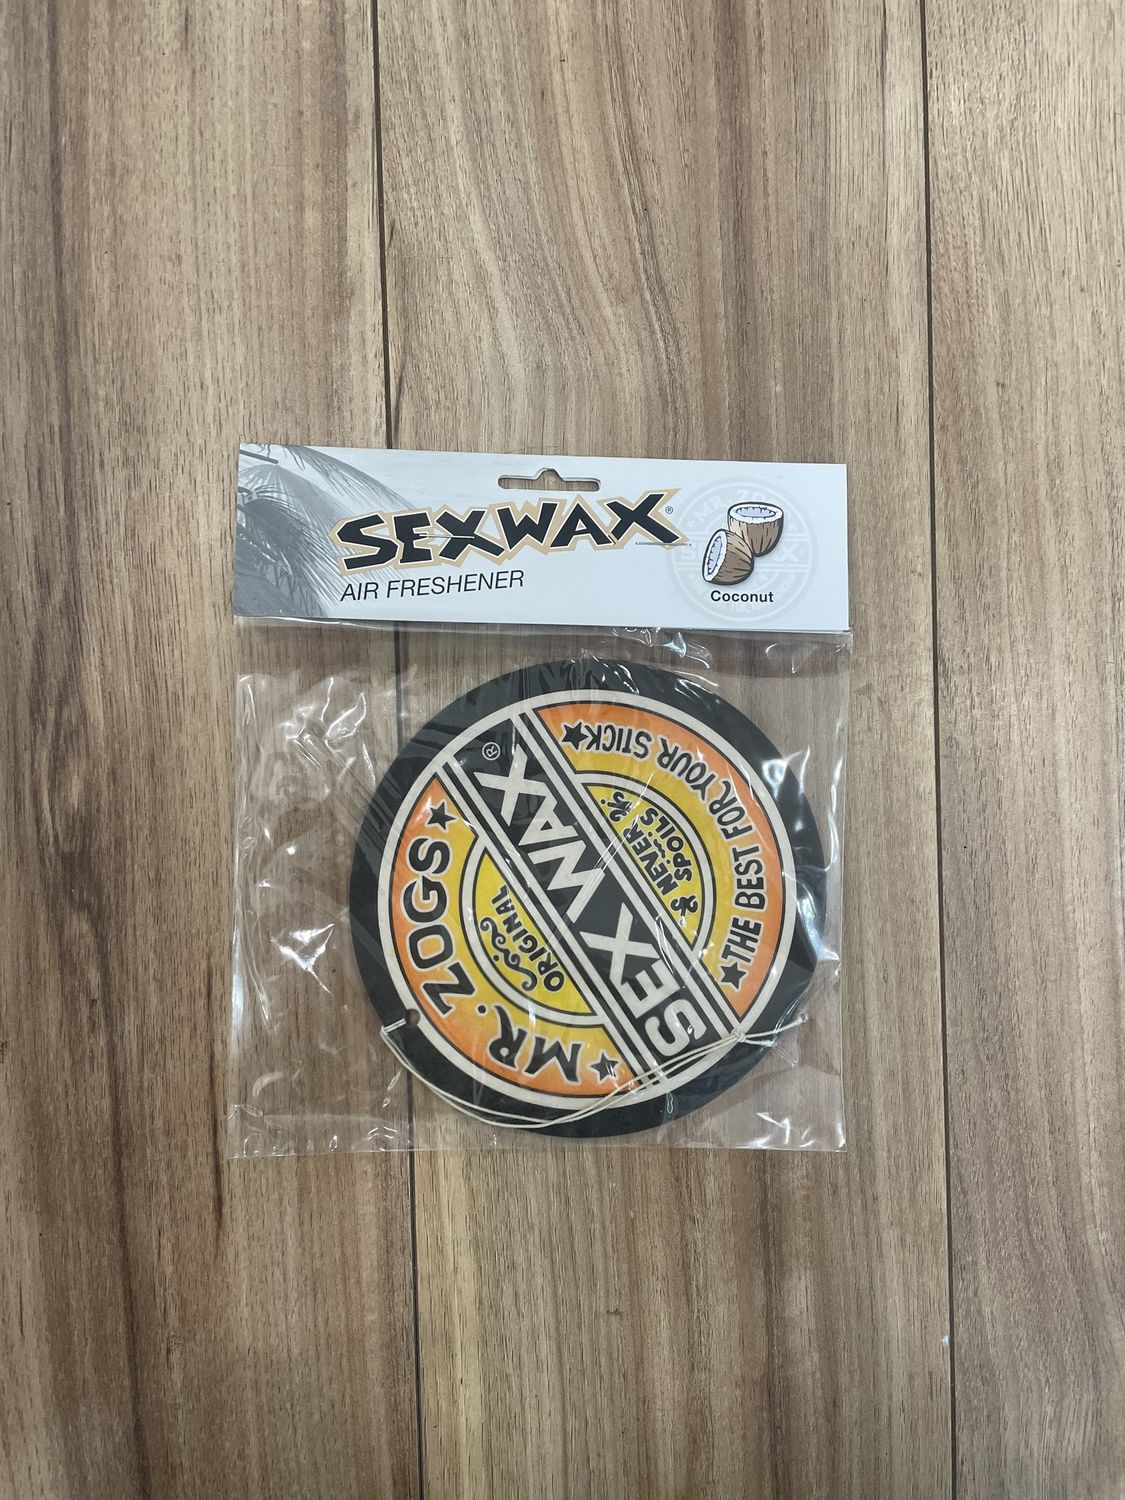 SEXWAX®
AIR FRESHENER
Coconut
★ MR. ZOGS ★
ORIGINAL
SEX WAX®
NEVER
SPOILS
★ THE BEST FOR YOUR STICK ★